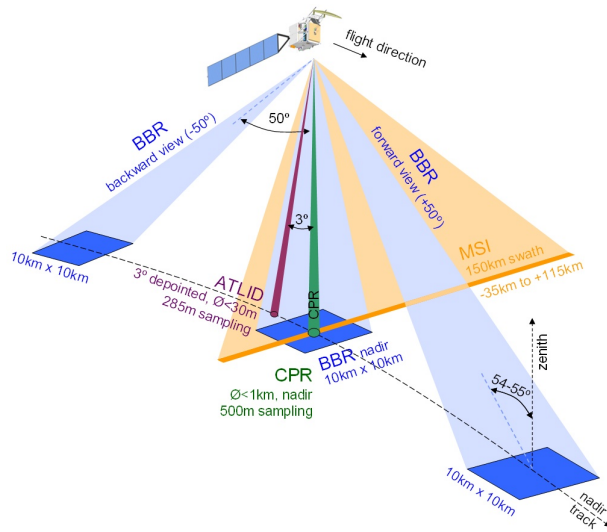 flight direction
50º
BBR
backward view (-50º)
BBR
forward view (+50º)
3º
MSI
150km swath
-35km to +115km
10km x 10km
ATLID
3º depointed, Ø<30m
285m sampling
CPR
BBR nadir
10km x 10km
CPR
Ø<1km, nadir
500m sampling
zenith
54-55º
10km x 10km
nadir
track